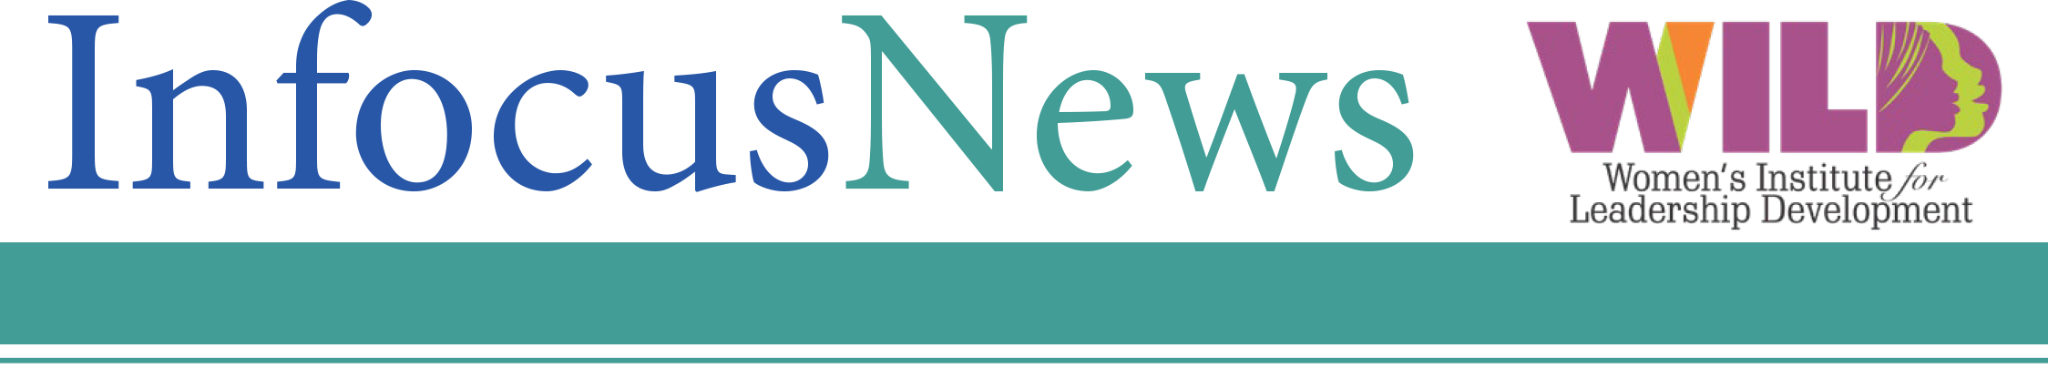 InfocusNews
WILD
Women's Institute for
Leadership Development